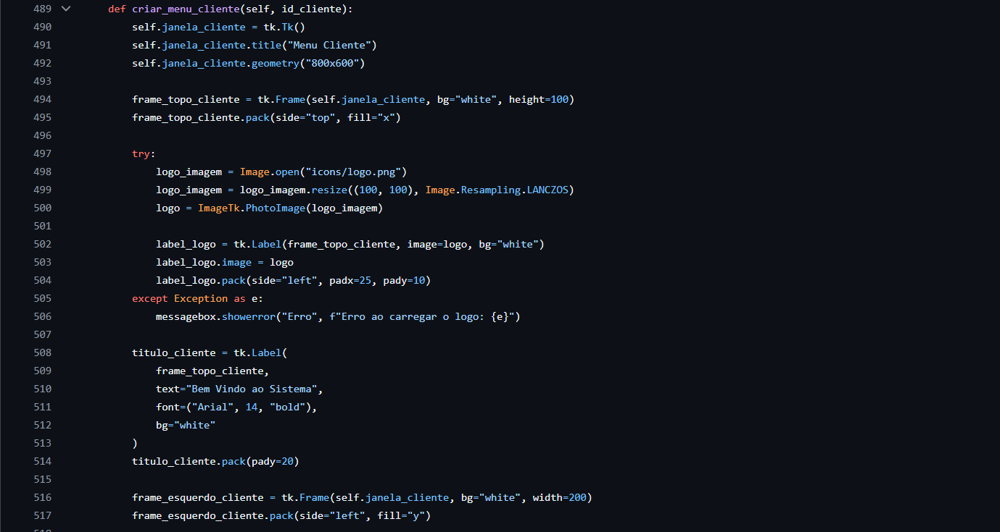 489 def criar_menu_cliente(self, id_cliente):
490 self.janela_cliente = tk.Tk()
491 self.janela_cliente.title("Menu Cliente")
492 self.janela_cliente.geometry("800x600")
493
494 frame_topo_cliente = tk.Frame(self.janela_cliente, bg="white", height=100)
495 frame_topo_cliente.pack(side="top", fill="x")
496
497 try:
498 logo_imagem = Image.open("icons/logo.png")
499 logo_imagem = logo_imagem.resize((100, 100), Image.Resampling.LANCZOS)
500 logo = ImageTk.PhotoImage(logo_imagem)
501
502 label_logo = tk.Label(frame_topo_cliente, image=logo, bg="white")
503 label_logo.image = logo
504 label_logo.pack(side="left", padx=25, pady=10)
505 except Exception as e:
506 messagebox.showerror("Erro", f"Erro ao carregar o logo: {e}")
507
508 titulo_cliente = tk.Label(
509 frame_topo_cliente,
510 text="Bem Vindo ao Sistema",
511 font=("Arial", 14, "bold"),
512 bg="white"
513 )
514 titulo_cliente.pack(pady=20)
515
516 frame_esquerdo_cliente = tk.Frame(self.janela_cliente, bg="white", width=200)
517 frame_esquerdo_cliente.pack(side="left", fill="y")